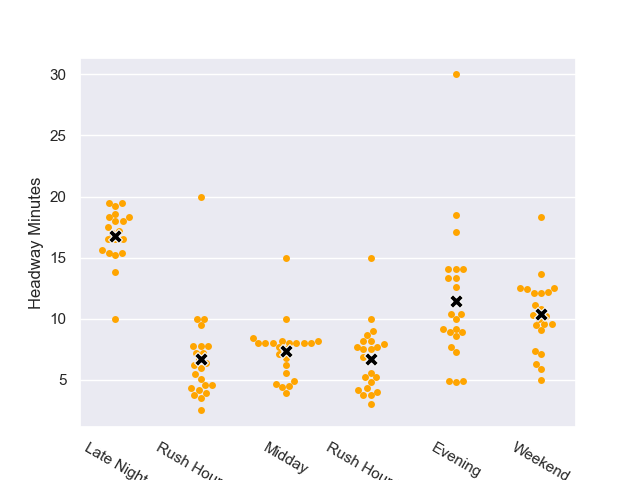 30
25
20
15
10
5
Headway Minutes
Late Night
Rush Hour
Midday
Rush Hour
Evening
Weekend